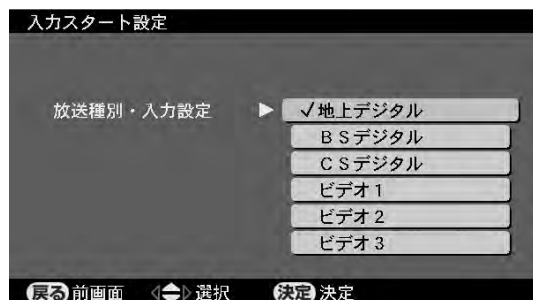 入力スタート設定
放送種別・入力設定 ▶ ✓地上デジタル
BSデジタル
CSデジタル
ビデオ1
ビデオ2
ビデオ3
戻る 前画面 選択 決定 決定